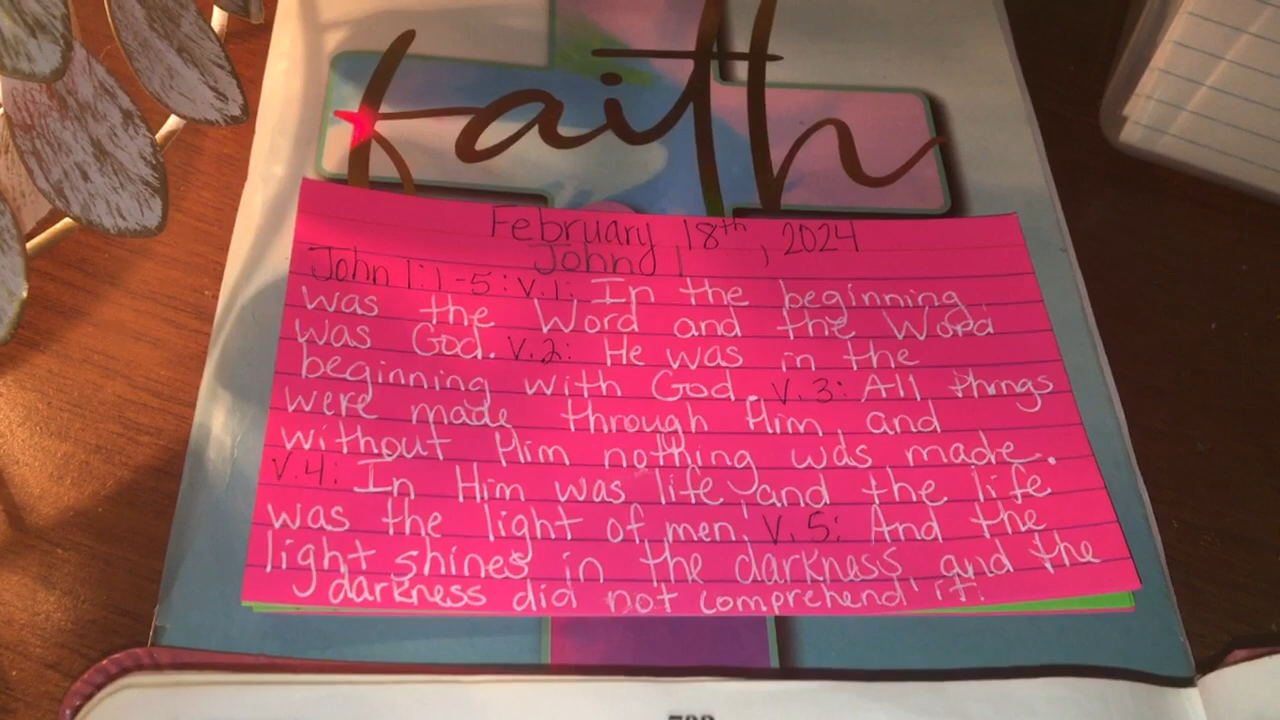 faith
February 18th, 2024
John 1
John 1:1-5: v.1: In the beginning
was the Word and the Word
was God. v.2: He was in the
beginning with God. v.3: All things
were made through Him, and
without Him nothing was made.
v.4: In Him was life, and the life
was the light of men. v.5: And the
light shines in the darkness, and the
darkness did not comprehend it.